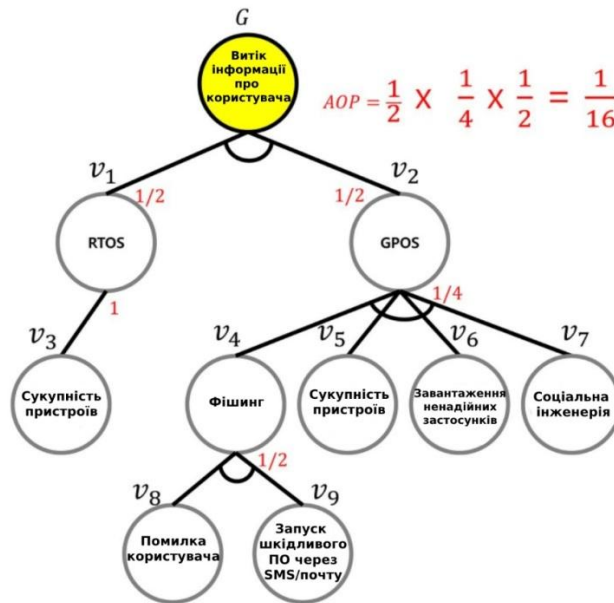 G
Витік
інформації
про
користувача
AOP = 1/2 X 1/4 x 1/2 = 1/16
v₁
v₂
1/2
1/2
RTOS
GPOS
1
1/4
v₃
v₄
v₅
v₆
v₇
Сукупність
пристроїв
Фішинг
Сукупність
пристроїв
Завантаження
ненадійних
застосунків
Соціальна
інженерія
1/2
v₈
v₉
Помилка
користувача
Запуск
шкідливого
ПО через
SMS/почту